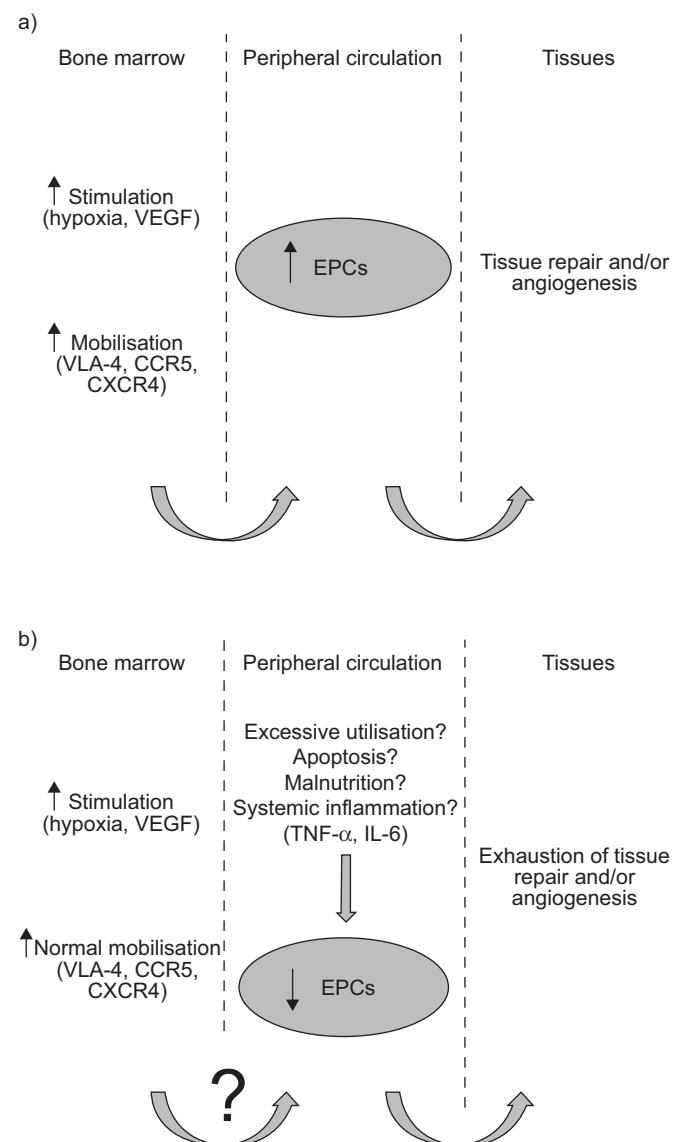 a)
Bone marrow
Peripheral circulation
Tissues
Stimulation
(hypoxia, VEGF)
EPCs
Tissue repair and/or
angiogenesis
Mobilisation
(VLA-4, CCR5,
CXCR4)
b)
Bone marrow
Peripheral circulation
Tissues
Excessive utilisation?
Apoptosis?
Malnutrition?
Systemic inflammation?
(TNF-α, IL-6)
Stimulation
(hypoxia, VEGF)
Exhaustion of tissue
repair and/or
angiogenesis
Normal mobilisation
(VLA-4, CCR5,
CXCR4)
EPCs
?